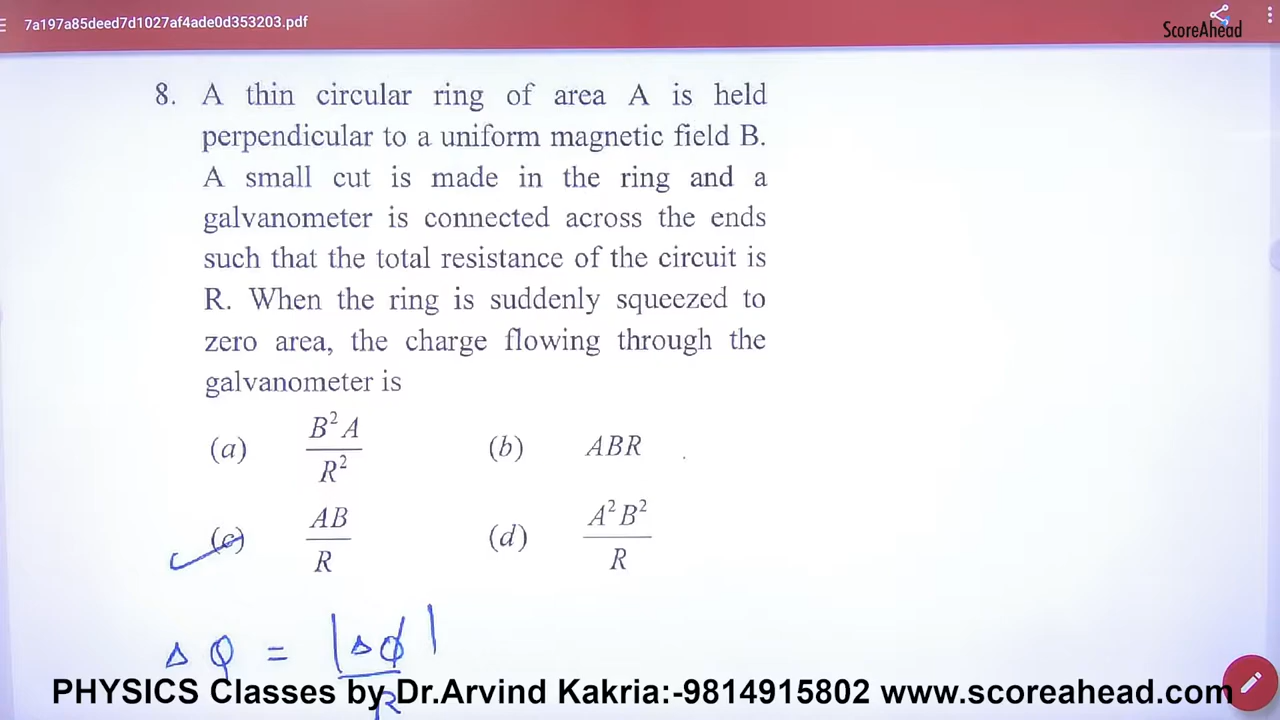 7a197a85deed7d1027af4ade0d353203.pdf
ScoreAhead
8. A thin circular ring of area A is held
perpendicular to a uniform magnetic field B.
A small cut is made in the ring and a
galvanometer is connected across the ends
such that the total resistance of the circuit is
R. When the ring is suddenly squeezed to
zero area, the charge flowing through the
galvanometer is
(a) B²A/R² (b) ABR
(c) AB/R (d) A²B²/R
Δ Q = |Δϕ|/R
PHYSICS Classes by Dr.Arvind Kakria:-9814915802 www.scoreahead.com